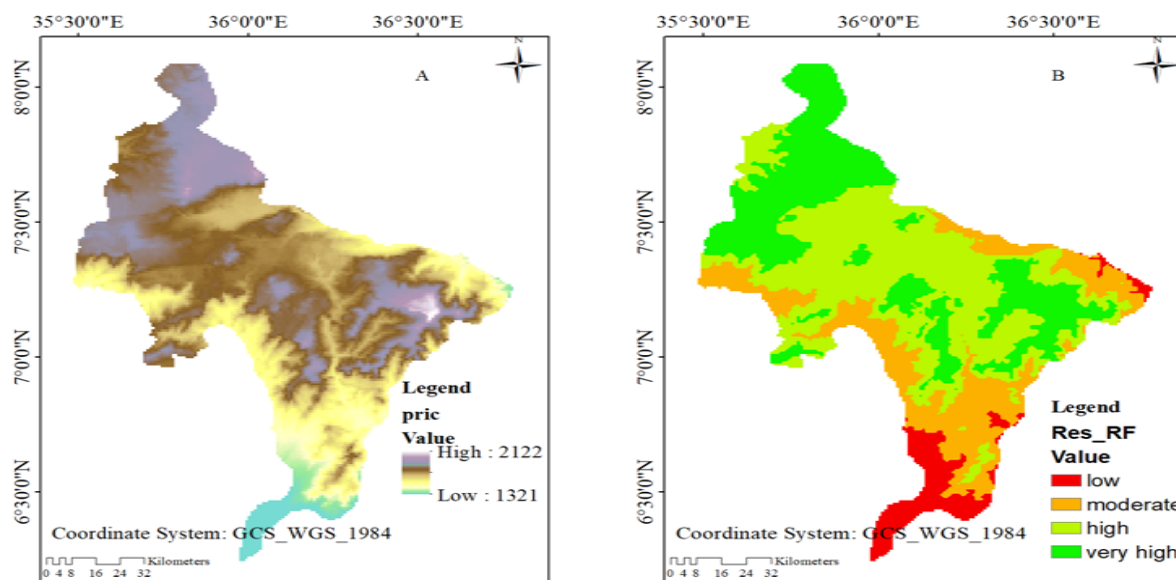 35°30'0"E 36°0'0"E 36°30'0"E
N
A
8°0'0"N
7°30'0"N
7°0'0"N
6°30'0"N
Legend
pric
Value
High : 2122
Low : 1321
Coordinate System: GCS_WGS_1984
Kilometers
0 4 8 16 24 32
35°30'0"E 36°0'0"E 36°30'0"E
N
B
8°0'0"N
7°30'0"N
7°0'0"N
6°30'0"N
Legend
Res_RF
Value
low
moderate
high
very high
Coordinate System: GCS_WGS_1984
Kilometers
0 4 8 16 24 32